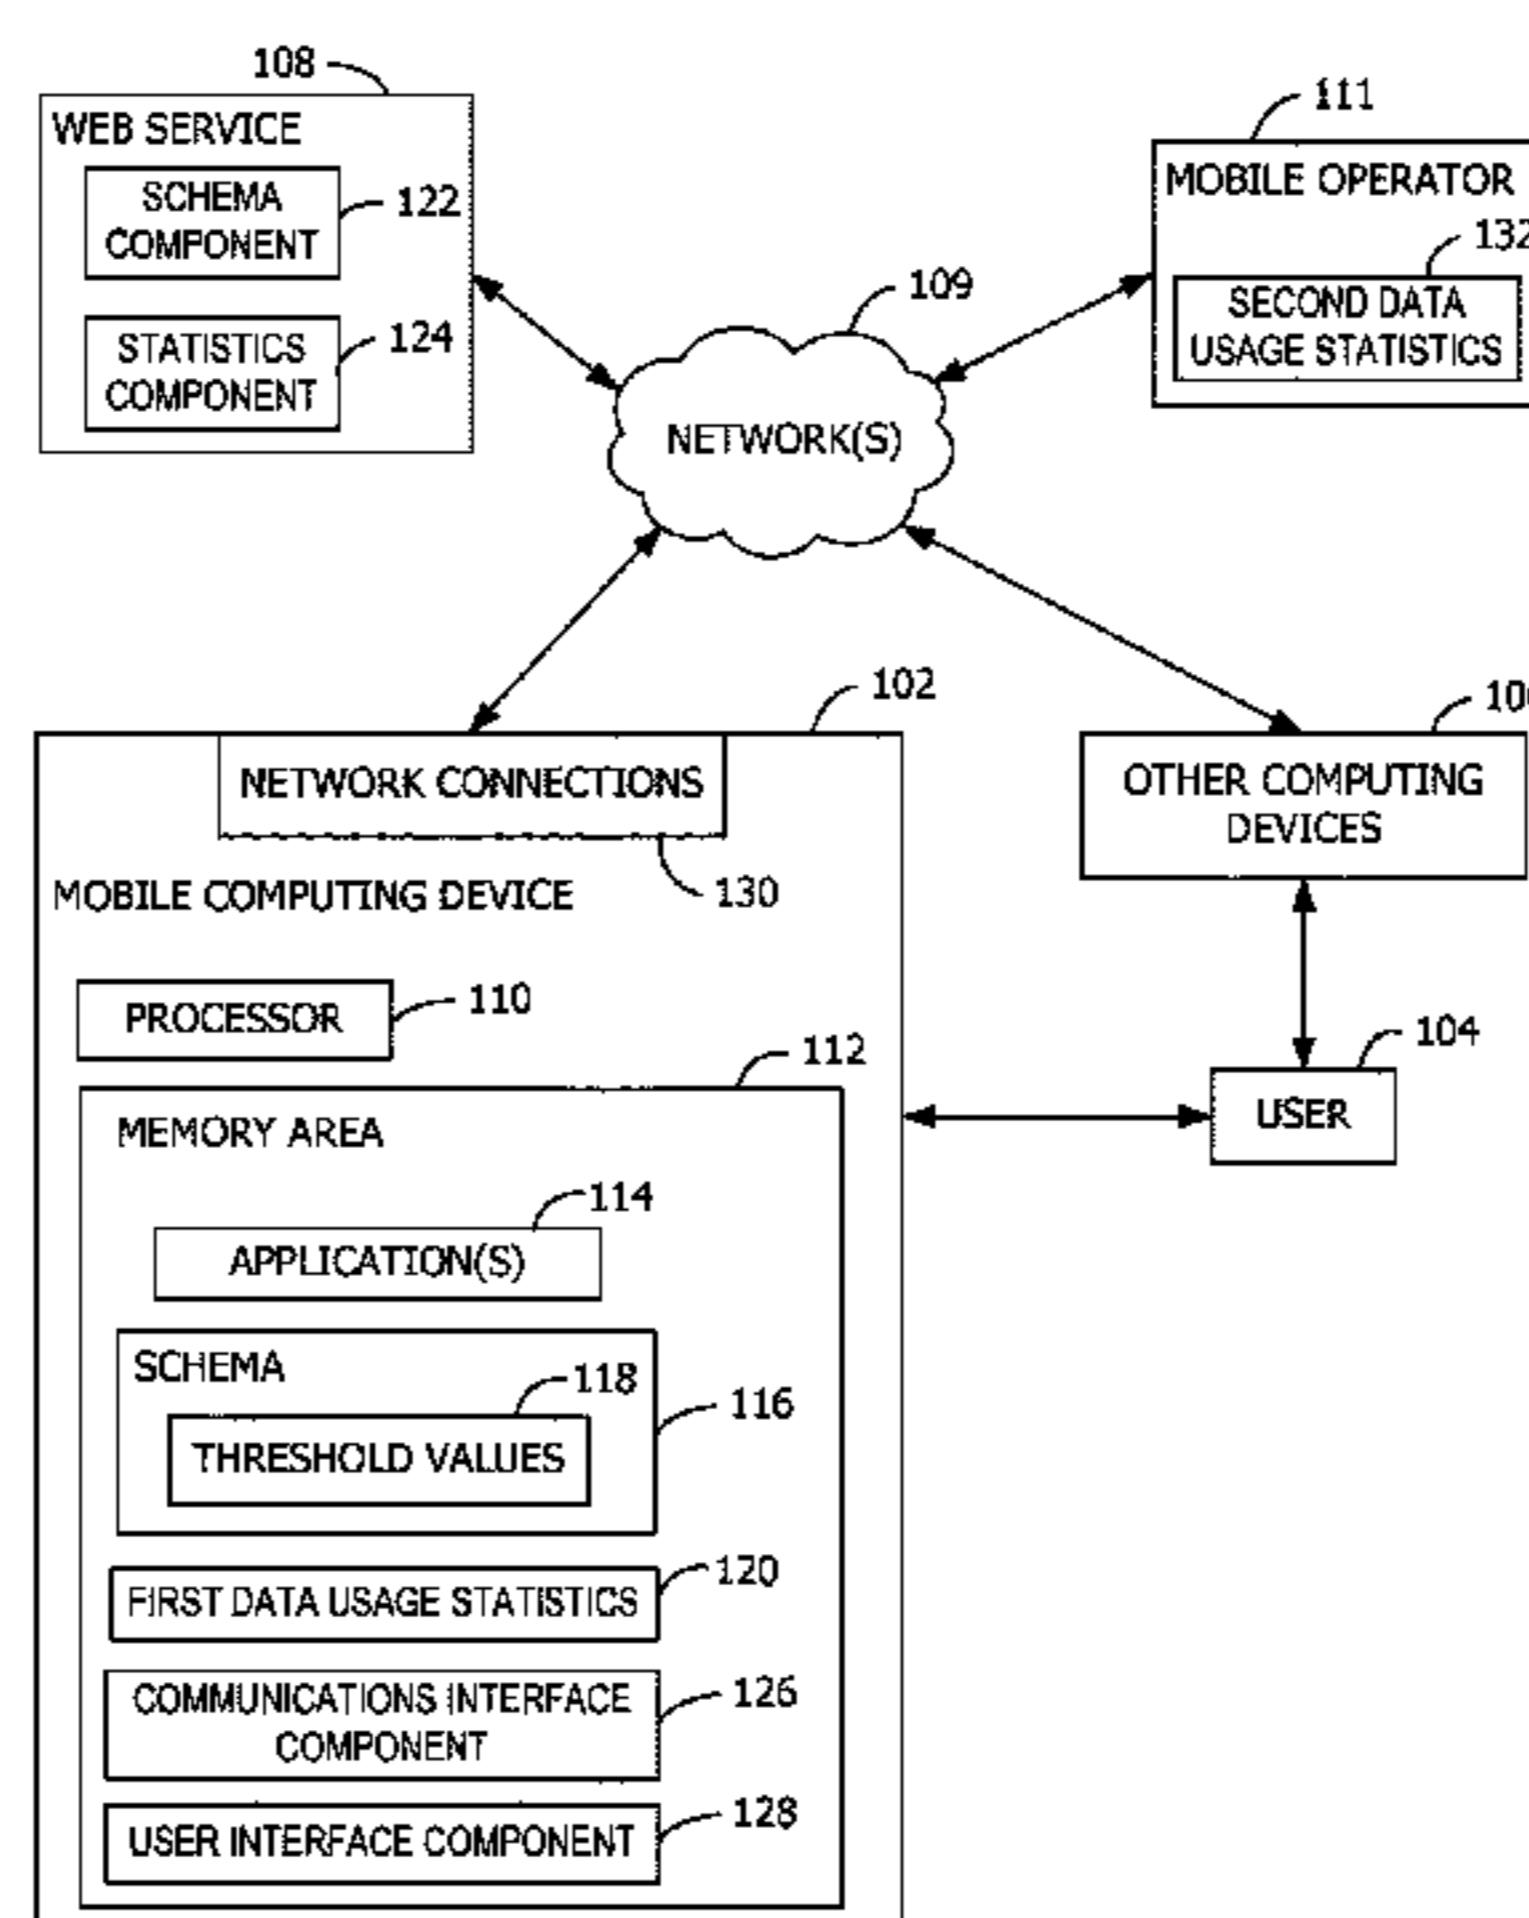 108
WEB SERVICE
SCHEMA
COMPONENT
122
STATISTICS
COMPONENT
124
111
MOBILE OPERATOR
132
SECOND DATA
USAGE STATISTICS
109
NETWORK(S)
102
NETWORK CONNECTIONS
130
MOBILE COMPUTING DEVICE
PROCESSOR
110
112
MEMORY AREA
114
APPLICATION(S)
SCHEMA
118
THRESHOLD VALUES
116
FIRST DATA USAGE STATISTICS
120
COMMUNICATIONS INTERFACE
COMPONENT
126
USER INTERFACE COMPONENT
128
OTHER COMPUTING
DEVICES
104
USER